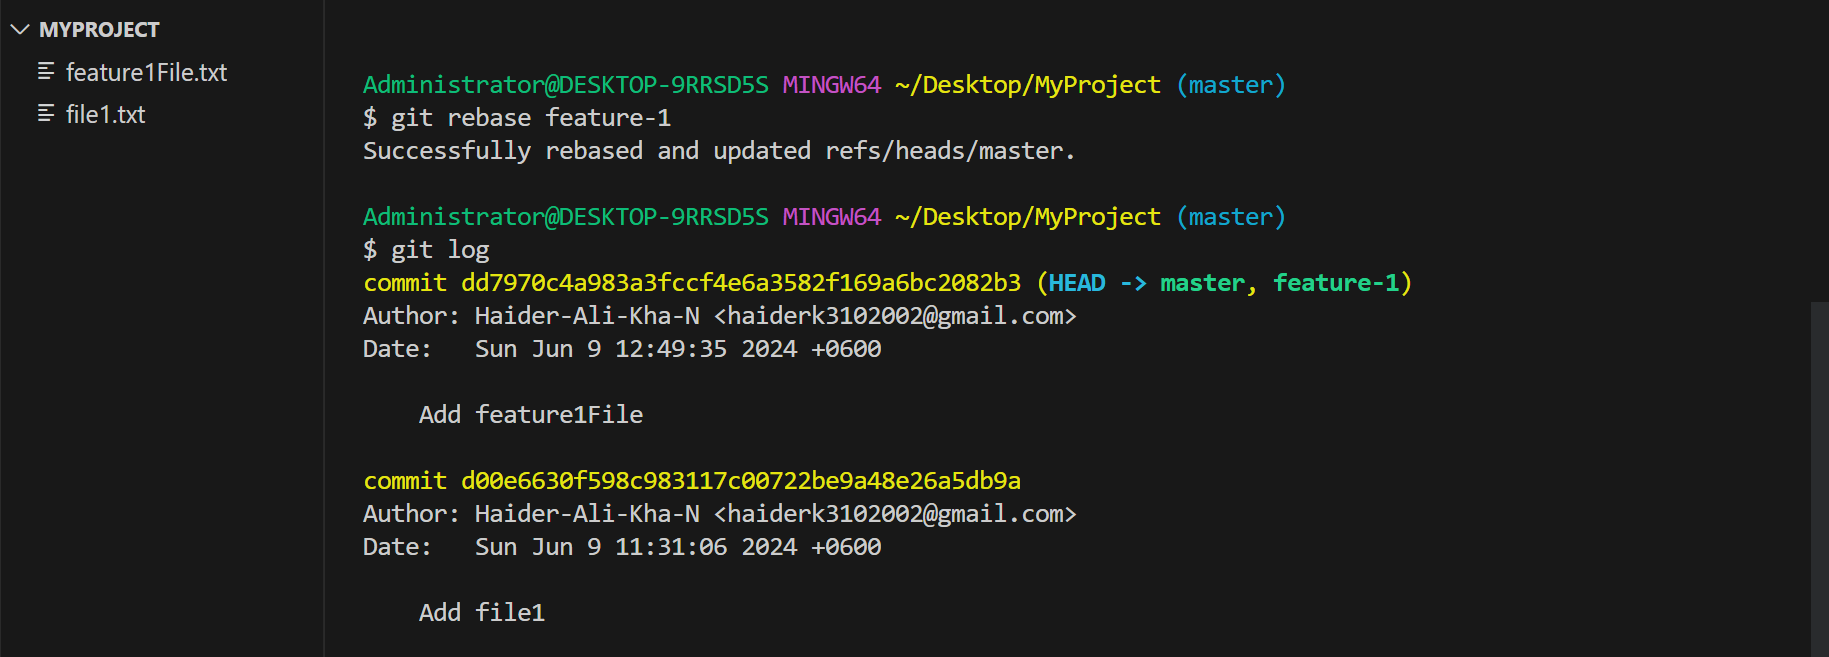 MYPROJECT
feature1File.txt
file1.txt
Administrator@DESKTOP-9RRSD5S MINGW64 ~/Desktop/MyProject (master)
$ git rebase feature-1
Successfully rebased and updated refs/heads/master.
Administrator@DESKTOP-9RRSD5S MINGW64 ~/Desktop/MyProject (master)
$ git log
commit dd7970c4a983a3fccf4e6a3582f169a6bc2082b3 (HEAD -> master, feature-1)
Author: Haider-Ali-Kha-N <haiderk3102002@gmail.com>
Date:   Sun Jun 9 12:49:35 2024 +0600
Add feature1File
commit d00e6630f598c983117c00722be9a48e26a5db9a
Author: Haider-Ali-Kha-N <haiderk3102002@gmail.com>
Date:   Sun Jun 9 11:31:06 2024 +0600
Add file1